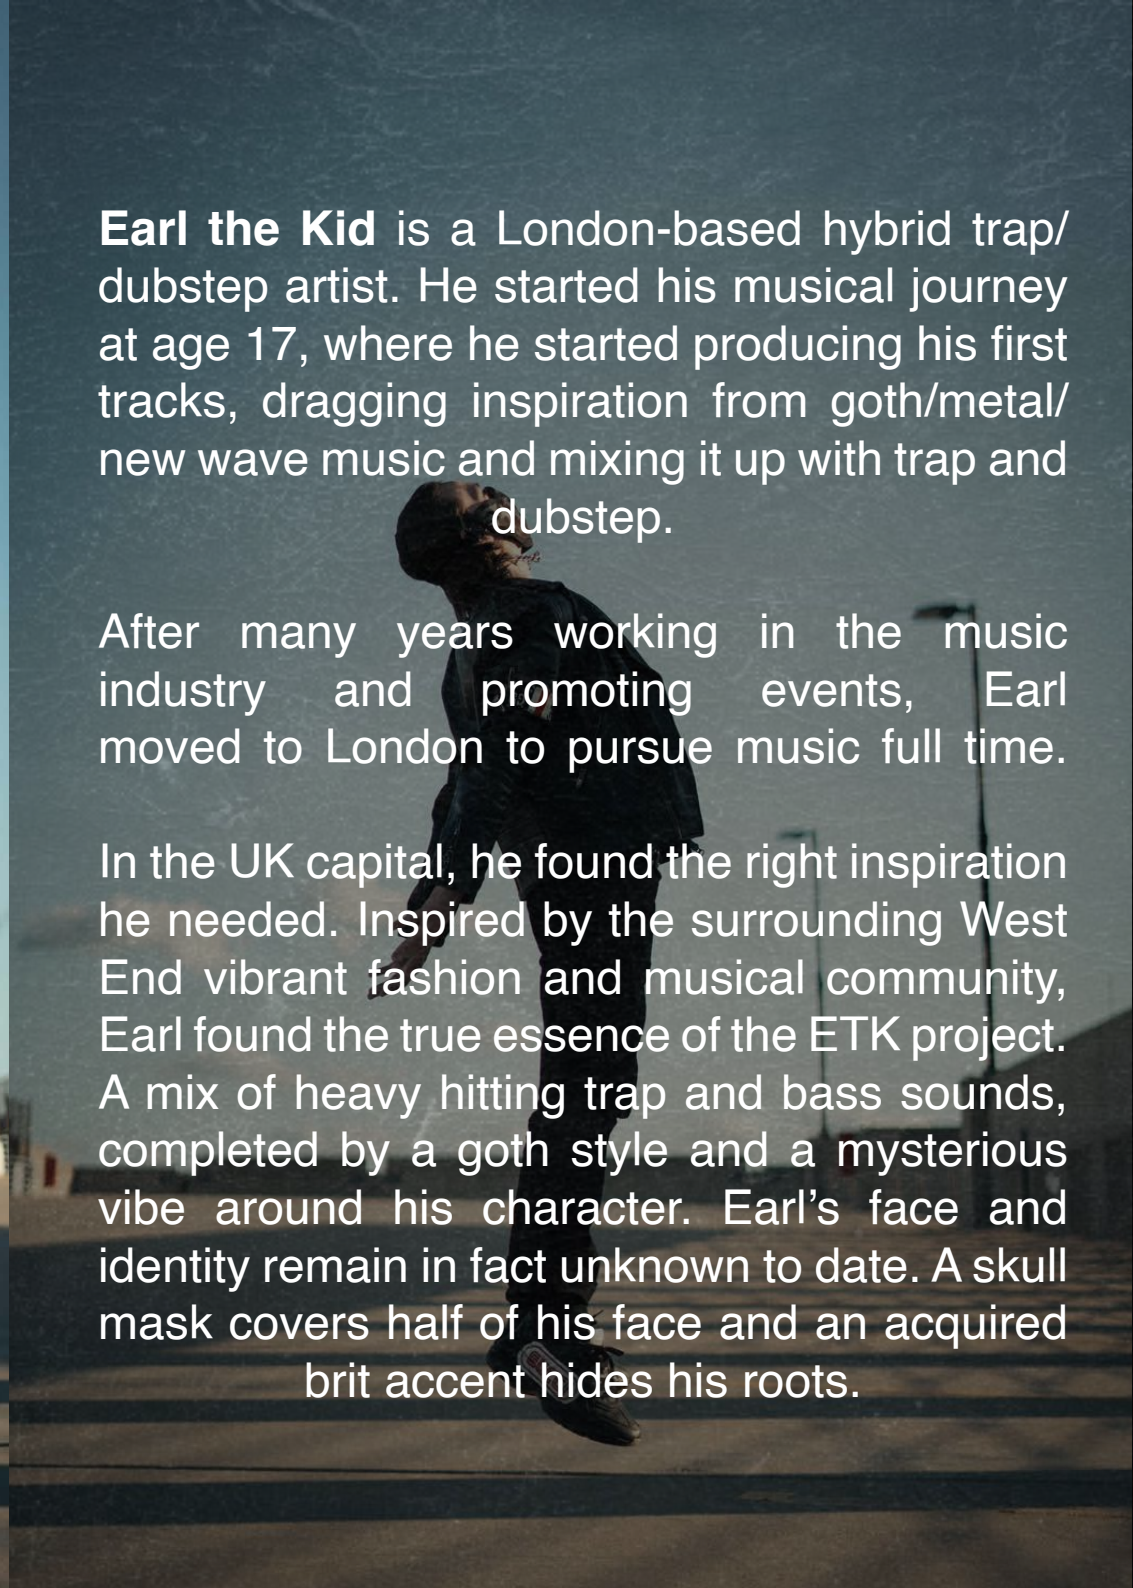 Earl the Kid is a London-based hybrid trap/
dubstep artist. He started his musical journey
at age 17, where he started producing his first
tracks, dragging inspiration from goth/metal/
new wave music and mixing it up with trap and
dubstep.
After many years working in the music
industry and promoting events, Earl
moved to London to pursue music full time.
In the UK capital, he found the right inspiration
he needed. Inspired by the surrounding West
End vibrant fashion and musical community,
Earl found the true essence of the ETK project.
A mix of heavy hitting trap and bass sounds,
completed by a goth style and a mysterious
vibe around his character. Earl’s face and
identity remain in fact unknown to date. A skull
mask covers half of his face and an acquired
brit accent hides his roots.